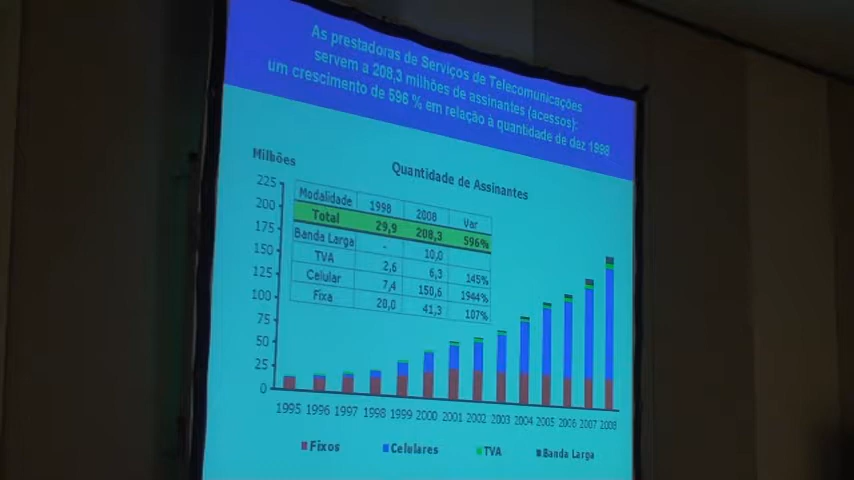 As prestadoras de Serviços de Telecomunicações
servem a 208,3 milhões de assinantes (acessos):
um crescimento de 596 % em relação à quantidade de dez 1998
Milhões
Quantidade de Assinantes
225
200
175
150
125
100
75
50
25
0
Modalidade 1998 2008 Var
Total 29,9 208,3 596%
Banda Larga - 10,0
TVA 2,6 6,3 145%
Celular 7,4 150,6 1944%
Fixa 20,0 41,3 107%
1995 1996 1997 1998 1999 2000 2001 2002 2003 2004 2005 2006 2007 2008
Fixos Celulares TVA Banda Larga